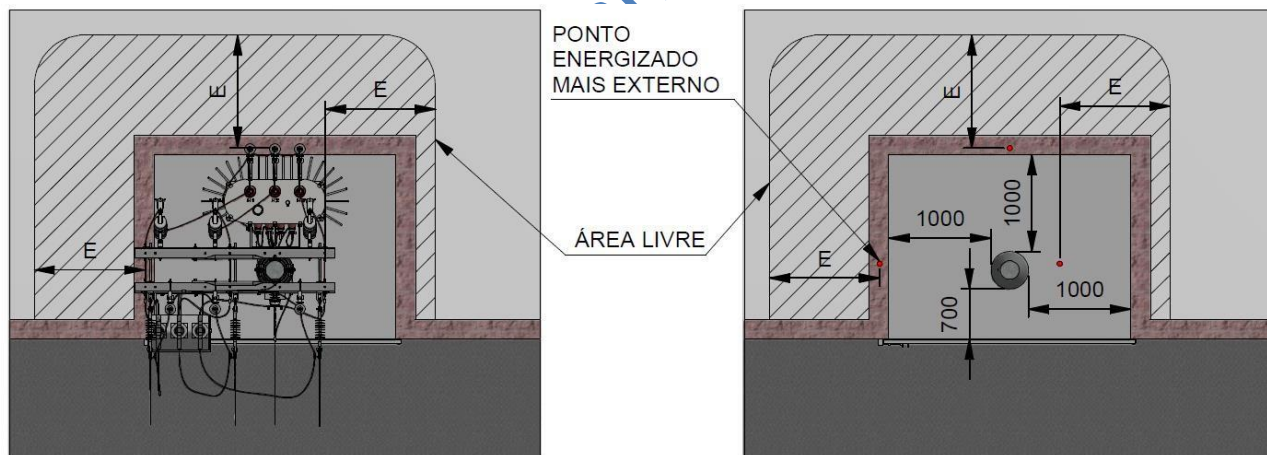 E
E
E
PONTO
ENERGIZADO
MAIS EXTERNO
ÁREA LIVRE
E
E
E
1000
1000
1000
700